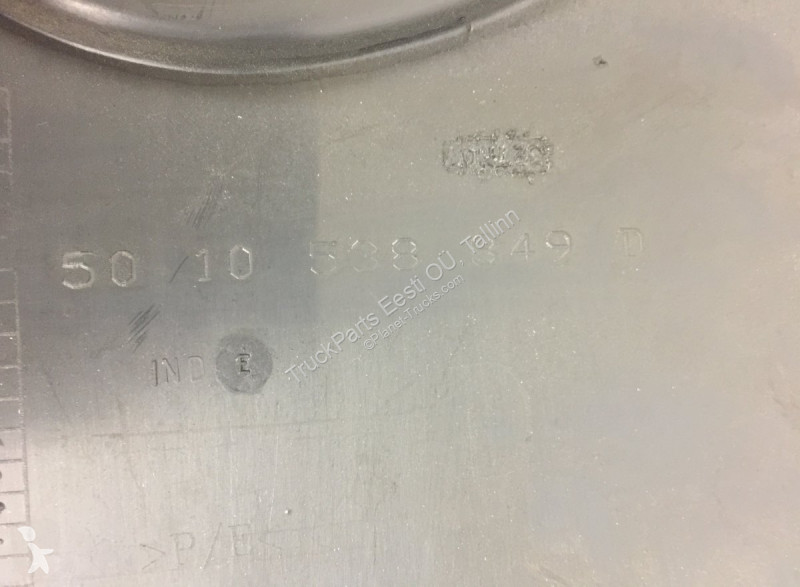 50 10 538 849 D
TruckParts Eesti OÜ, Tallinn
©Planet-Trucks.com
IND E
>P/E<